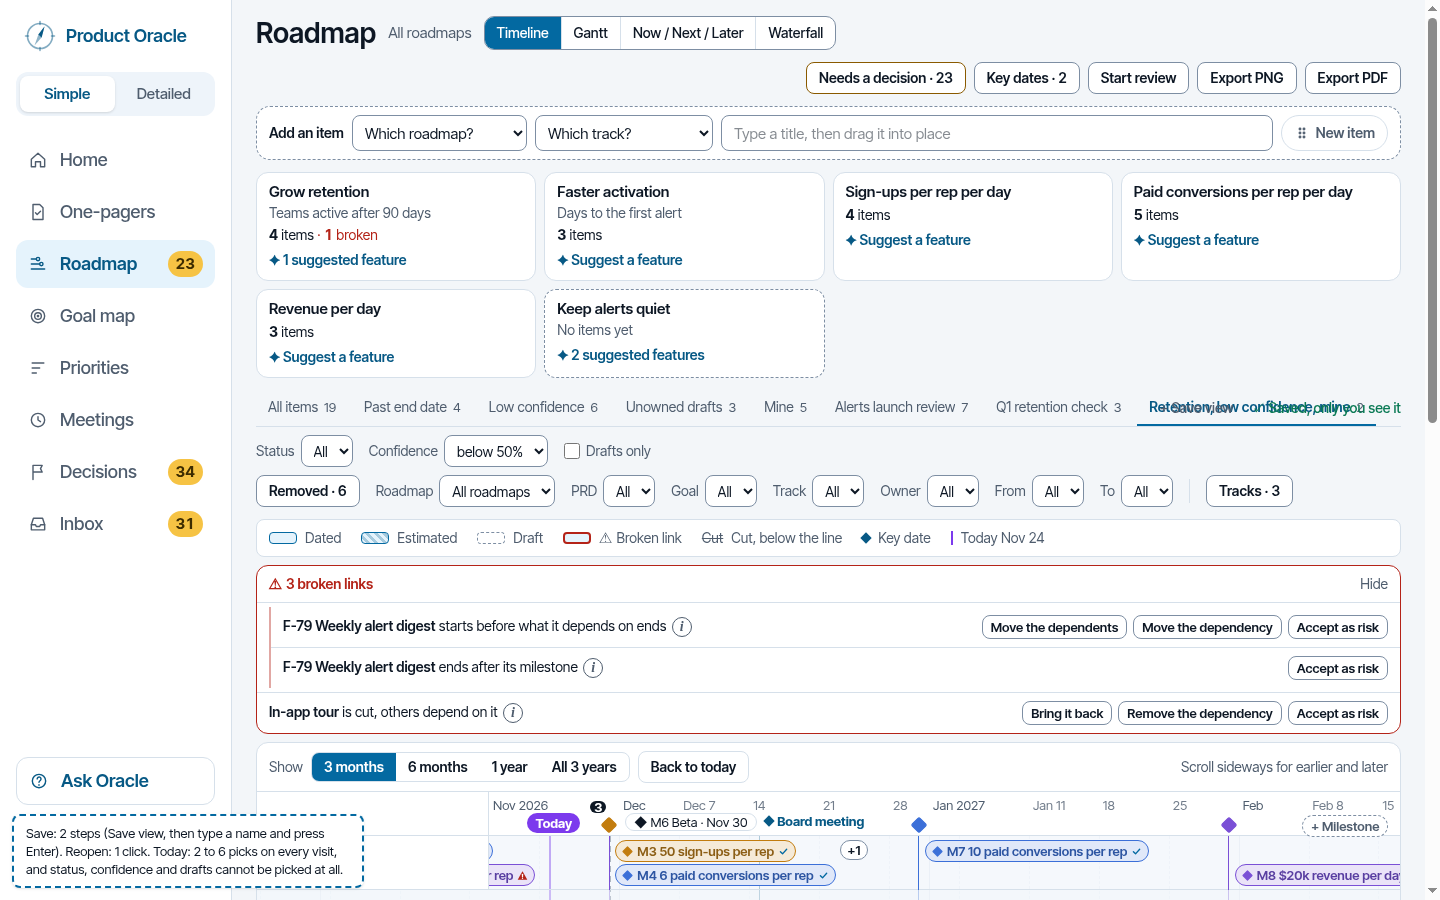 Product Oracle
Simple Detailed
Home
One-pagers
Roadmap 23
Goal map
Priorities
Meetings
Decisions 34
Inbox 31
Ask Oracle
Save: 2 steps (Save view, then type a name and press
Enter). Reopen: 1 click. Today: 2 to 6 picks on every visit,
and status, confidence and drafts cannot be picked at all.
Roadmap All roadmaps Timeline Gantt Now / Next / Later Waterfall
Needs a decision · 23 Key dates · 2 Start review Export PNG Export PDF
Add an item Which roadmap? Which track? Type a title, then drag it into place New item
Grow retention
Teams active after 90 days
4 items · 1 broken
1 suggested feature
Faster activation
Days to the first alert
3 items
Suggest a feature
Sign-ups per rep per day
4 items
Suggest a feature
Paid conversions per rep per day
5 items
Suggest a feature
Revenue per day
3 items
Suggest a feature
Keep alerts quiet
No items yet
2 suggested features
All items 19 Past end date 4 Low confidence 6 Unowned drafts 3 Mine 5 Alerts launch review 7 Q1 retention check 3 Retention, low confidence, mine 2 Save view Saved, only you see it
Status All Confidence below 50% Drafts only
Removed · 6 Roadmap All roadmaps PRD All Goal All Track All Owner All From All To All Tracks · 3
Dated Estimated Draft Broken link Cut Cut, below the line Key date Today Nov 24
3 broken links Hide
F-79 Weekly alert digest starts before what it depends on ends i Move the dependents Move the dependency Accept as risk
F-79 Weekly alert digest ends after its milestone i Accept as risk
In-app tour is cut, others depend on it i Bring it back Remove the dependency Accept as risk
Show 3 months 6 months 1 year All 3 years Back to today Scroll sideways for earlier and later
Nov 2026 3 Dec Dec 7 14 21 28 Jan 2027 Jan 11 18 25 Feb Feb 8 15
Today M6 Beta · Nov 30 Board meeting + Milestone
M3 50 sign-ups per rep +1 M7 10 paid conversions per rep
rep M4 6 paid conversions per rep M8 $20k revenue per day